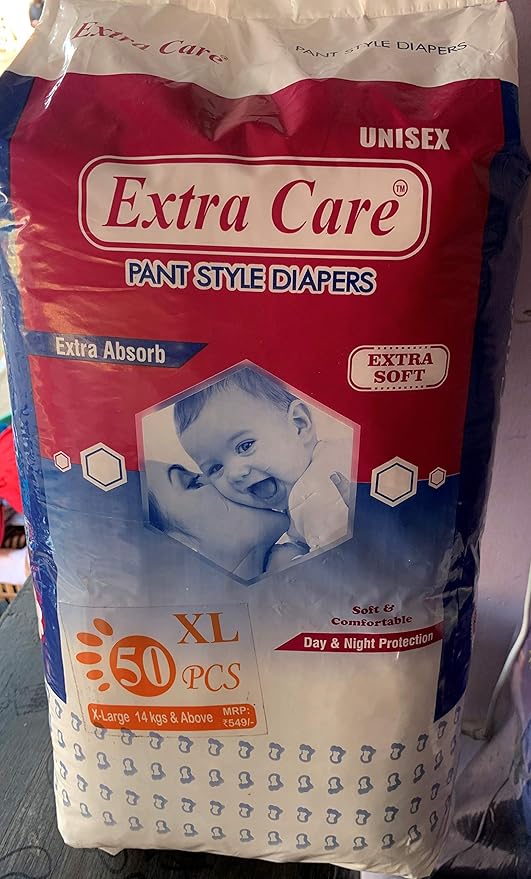 Extra Care
PANT STYLE DIAPERS
UNISEX
Extra Care™
PANT STYLE DIAPERS
Extra Absorb
EXTRA
SOFT
Soft &
Comfortable
Day & Night Protection
XL
50 PCS
X-Large 14 kgs & Above
MRP:
₹549/-